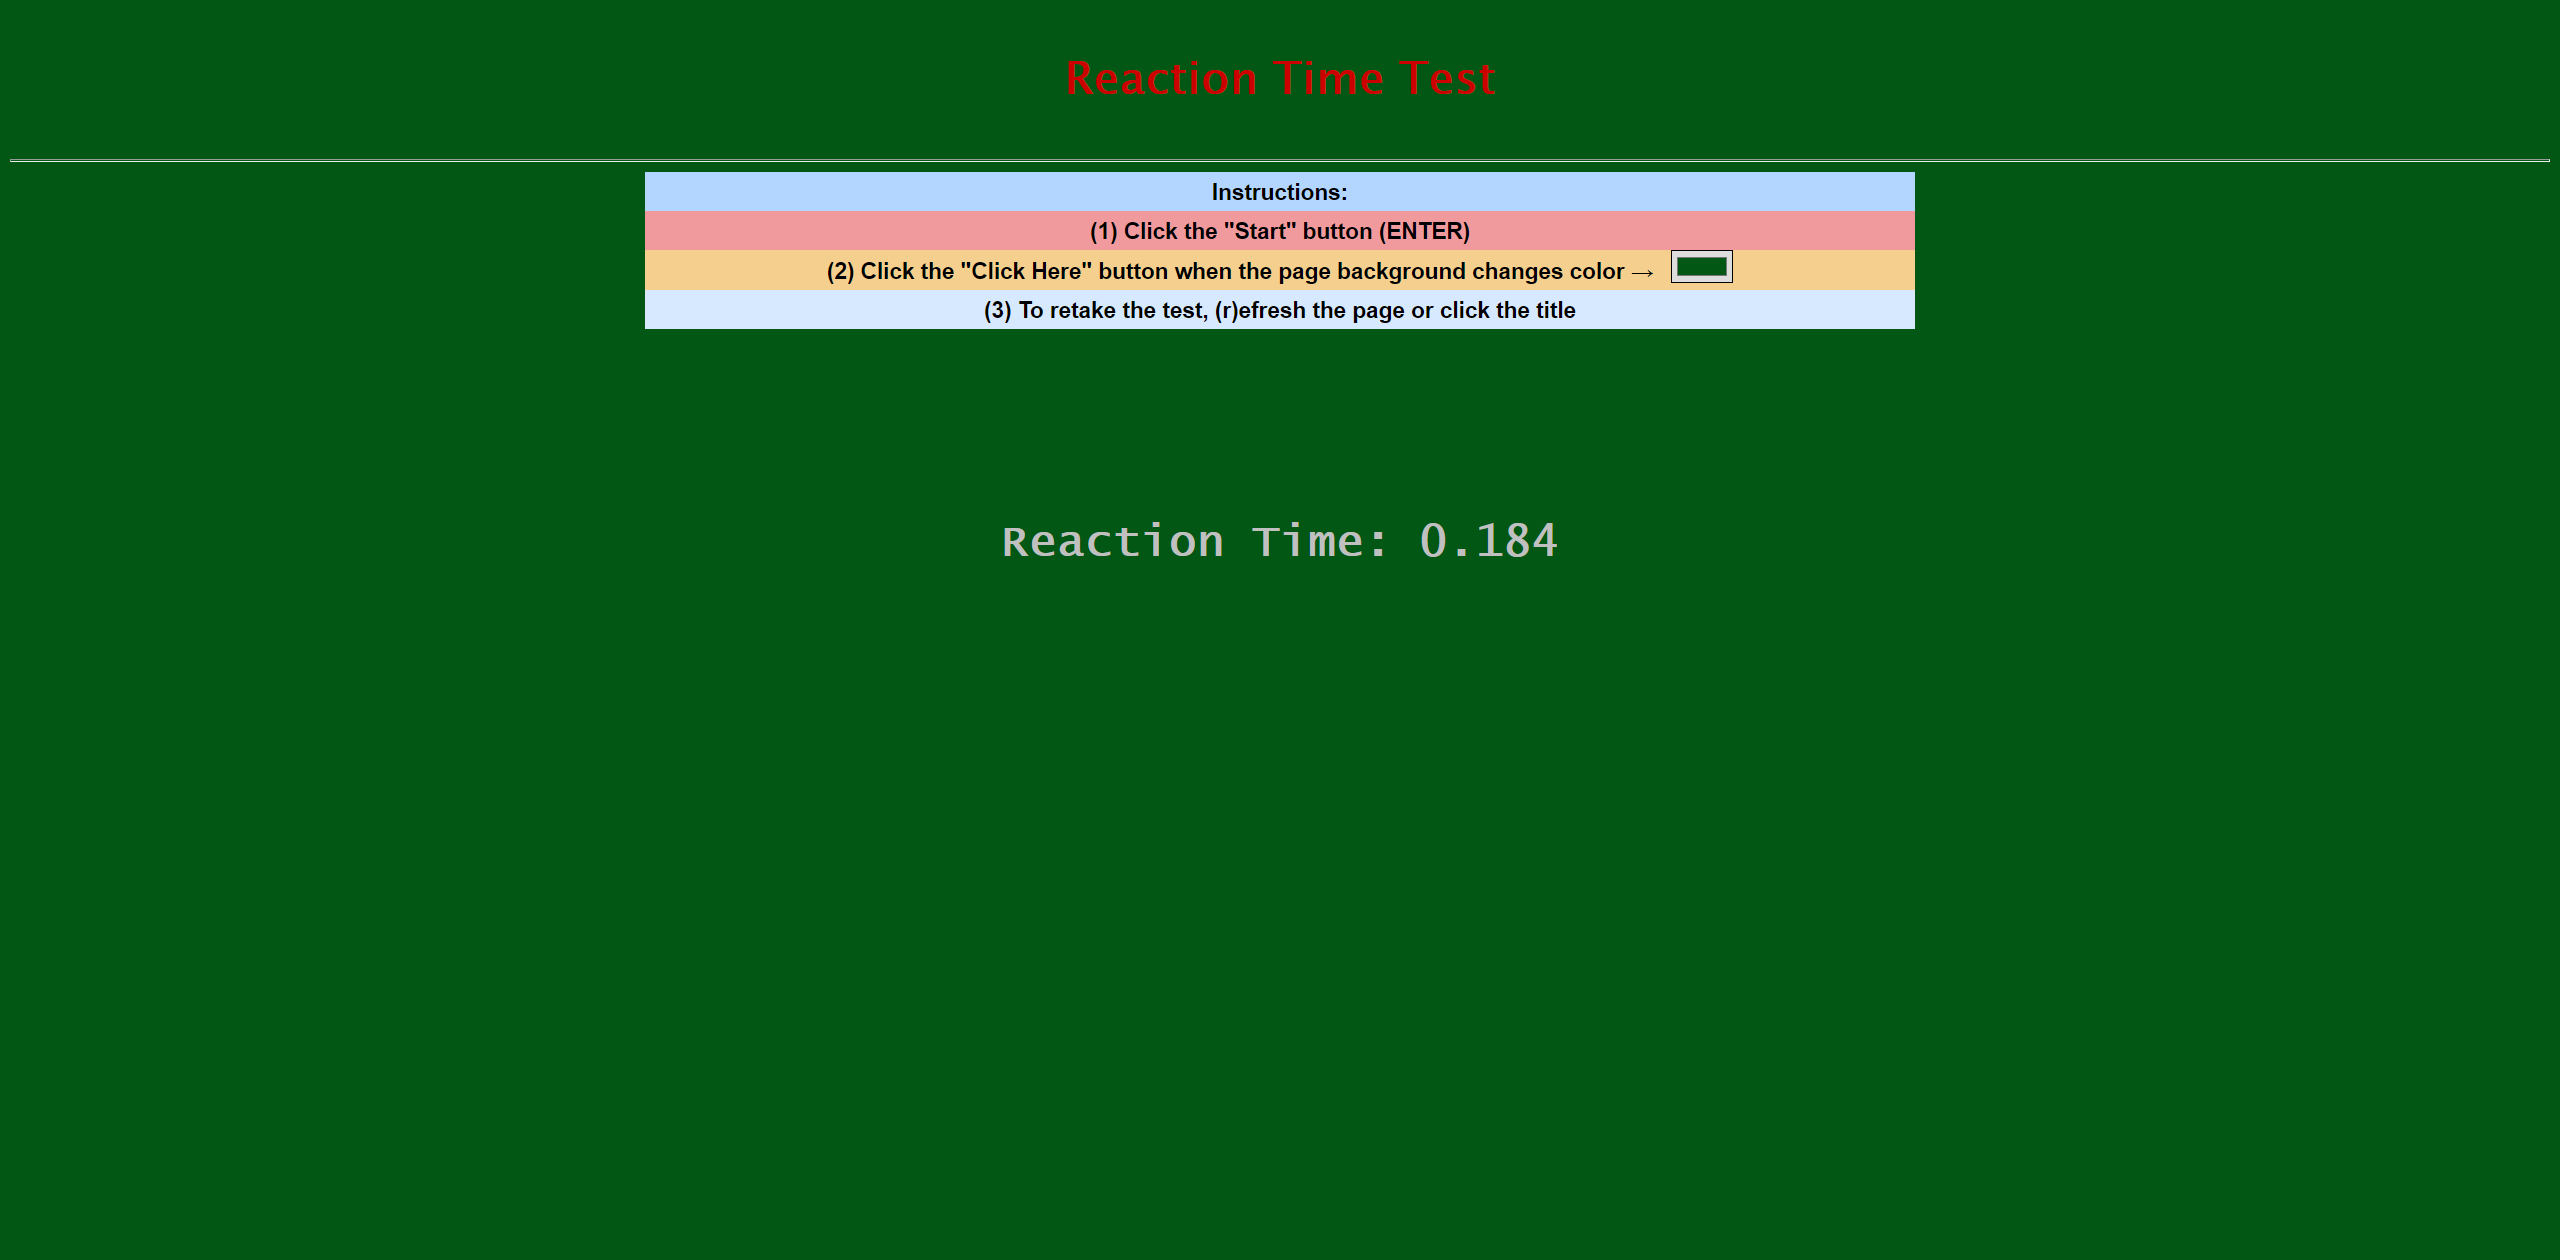 Reaction Time Test
Instructions:
(1) Click the "Start" button (ENTER)
(2) Click the "Click Here" button when the page background changes color →
(3) To retake the test, (r)efresh the page or click the title
Reaction Time: 0.184